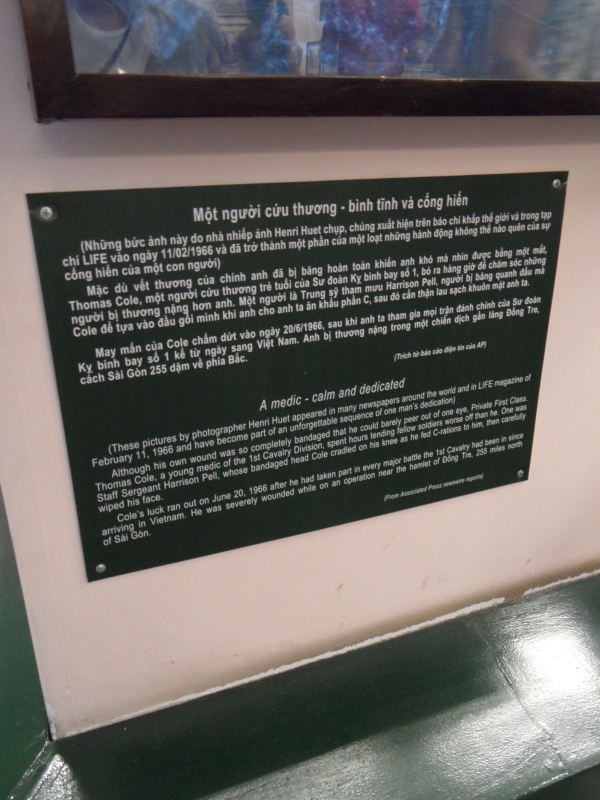 Một người cứu thương - bình tĩnh và cống hiến
(Những bức ảnh này do nhà nhiếp ảnh Henri Huet chụp, chúng xuất hiện trên báo chí khắp thế giới và trong tạp
chí LIFE vào ngày 11/02/1966 và đã trở thành một phần của một loạt những hành động không thể nào quên của sự
cống hiến của một con người)
Mặc dù vết thương của chính anh đã bị băng hoàn toàn khiến anh khó mà nhìn được bằng một mắt,
Thomas Cole, một người cứu thương trẻ tuổi của Sư đoàn Kỵ binh bay số 1, bỏ ra hàng giờ để chăm sóc những
người bị thương nặng hơn anh. Một người là Trung sỹ tham mưu Harrison Pell, người bị băng quanh đầu mà
Cole để tựa vào đầu gối mình khi anh cho anh ta ăn khẩu phần C, sau đó cẩn thận lau sạch khuôn mặt anh ta.
May mắn của Cole chấm dứt vào ngày 20/6/1966, sau khi anh ta tham gia mọi trận đánh chính của Sư đoàn
Kỵ binh bay số 1 kể từ ngày sang Việt Nam. Anh bị thương nặng trong một chiến dịch gần làng Đồng Tre,
cách Sài Gòn 255 dặm về phía Bắc.
(Trích từ báo cáo điện tín của AP)
A medic - calm and dedicated
(These pictures by photographer Henri Huet appeared in many newspapers around the world and in LIFE magazine of
February 11, 1966 and have become part of an unforgettable sequence of one man's dedication)
Although his own wound was so completely bandaged that he could barely peer out of one eye, Private First Class.
Thomas Cole, a young medic of the 1st Cavalry Division, spent hours tending fellow soldiers worse off than he. One was
Staff Sergeant Harrison Pell, whose bandaged head Cole cradled on his knee as he fed C-rations to him, then carefully
wiped his face.
Cole's luck ran out on June 20, 1966 after he had taken part in every major battle the 1st Cavalry had been in since
arriving in Vietnam. He was severely wounded while on an operation near the hamlet of Đồng Tre, 255 miles north
of Sài Gòn.
(From Associated Press newswire reports)